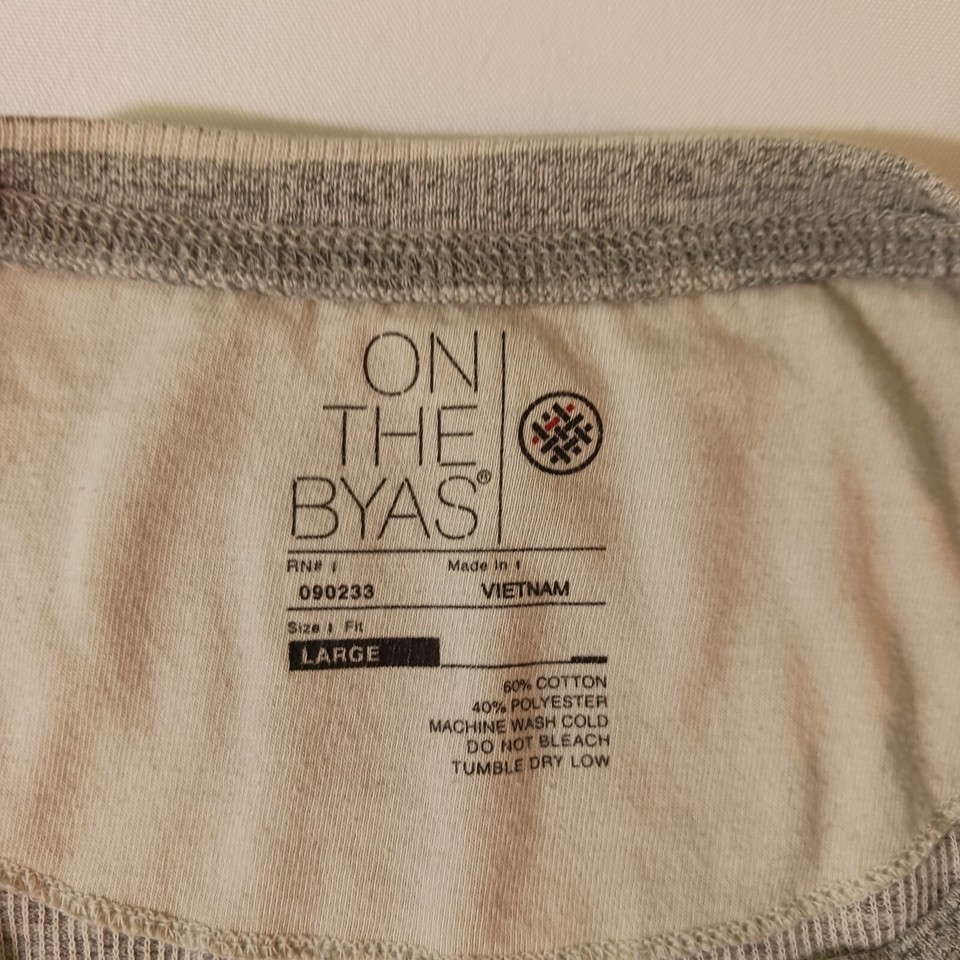 ON
THE
BYAS®
RN# : Made in :
090233 VIETNAM
Size : Fit
LARGE
60% COTTON
40% POLYESTER
MACHINE WASH COLD
DO NOT BLEACH
TUMBLE DRY LOW